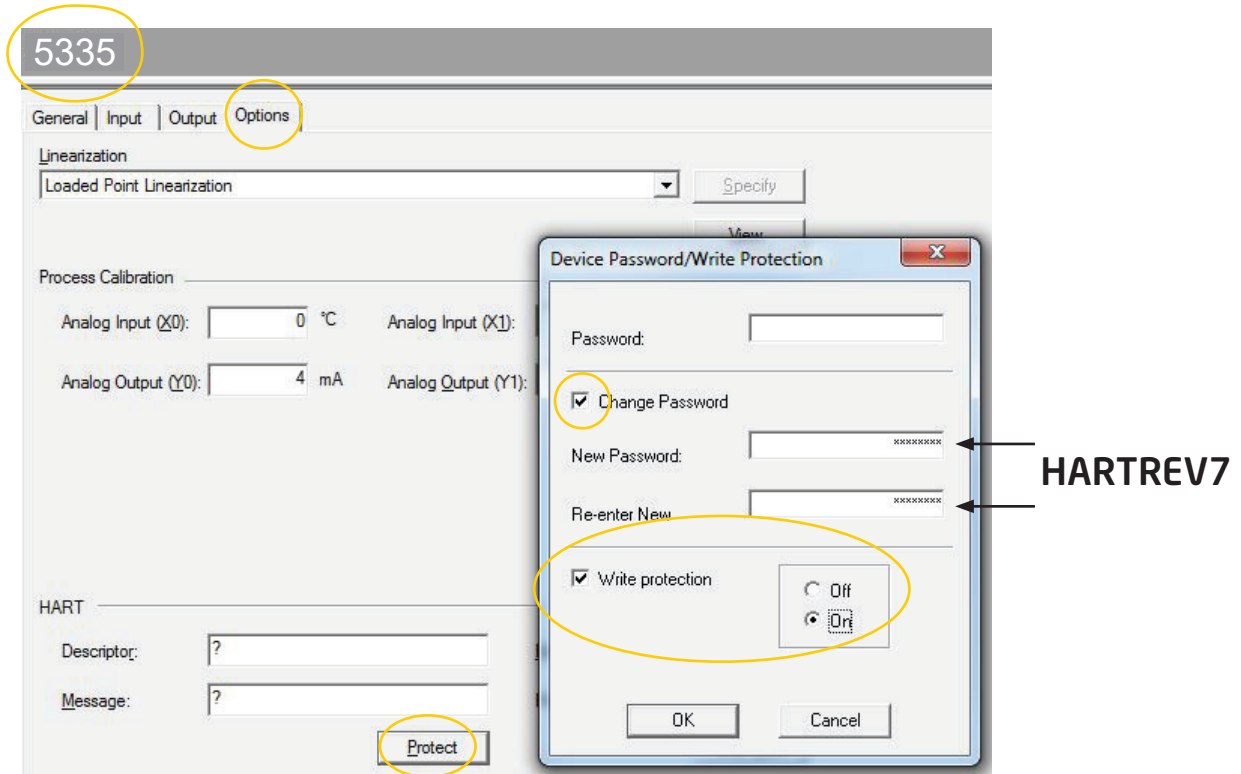 5335
General Input Output Options
Linearization
Loaded Point Linearization Specify
View
Process Calibration
Analog Input (X0): 0 °C Analog Input (X1):
Analog Output (Y0): 4 mA Analog Output (Y1):
HART
Descriptor: ?
Message: ?
Protect
Device Password/Write Protection
Password:
Change Password
New Password: ********
Re-enter New ********
Write protection
Off
On
OK Cancel
HARTREV7